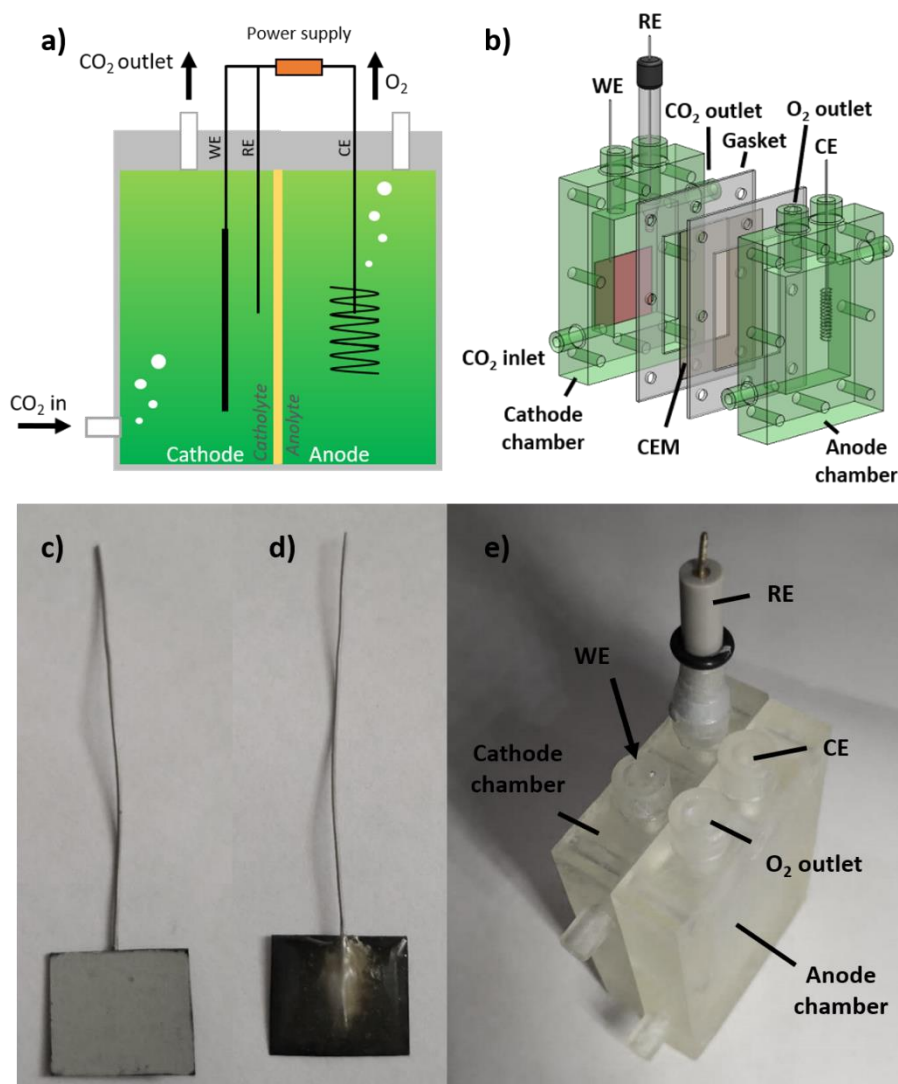 a)
Power supply
CO2 outlet
O2
WE
RE
CE
CO2 in
Catholyte
Anolyte
Cathode
Anode
b)
RE
WE
CO2 outlet
O2 outlet
Gasket
CE
CO2 inlet
Cathode
chamber
CEM
Anode
chamber
c)
d)
e)
RE
WE
Cathode
chamber
CE
O2 outlet
Anode
chamber